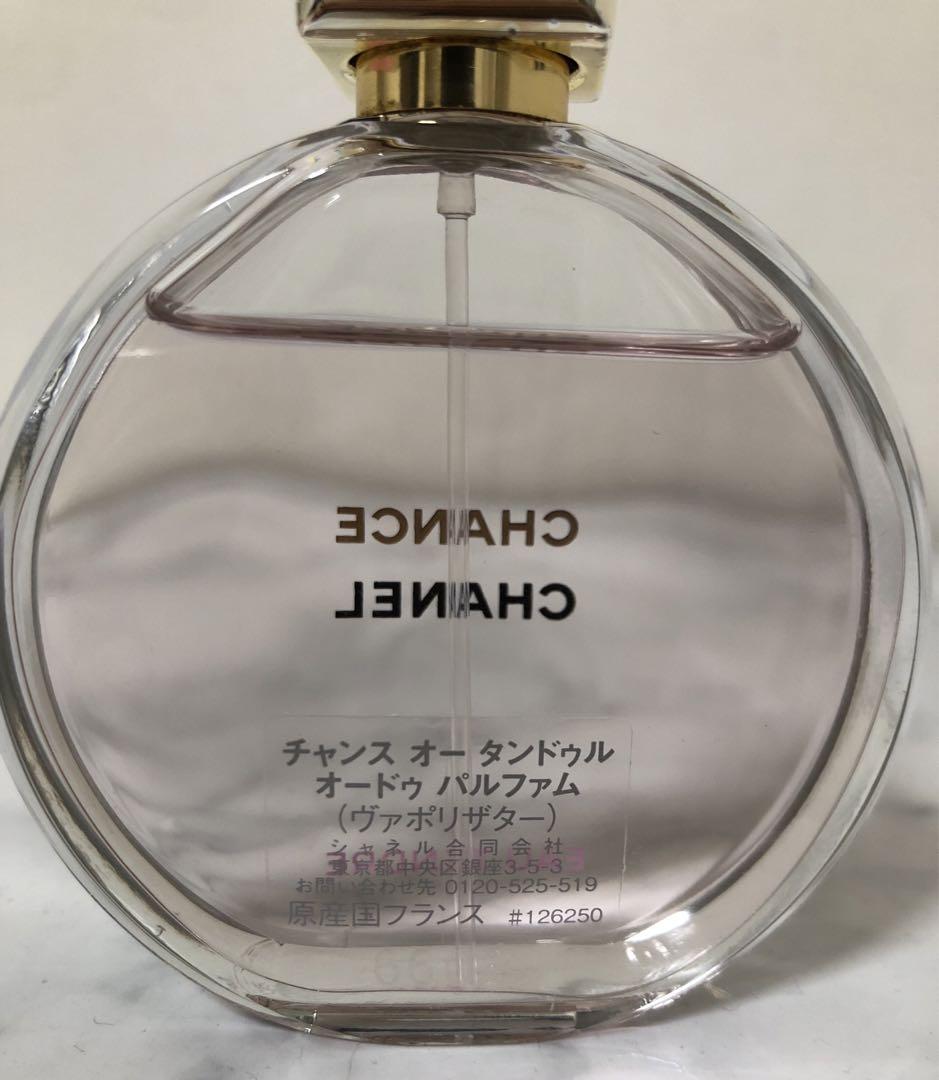 CHANCE
CHANEL
チャンス オー タンドゥル
オードゥ パルファム
（ヴァポリザター）
シャネル合同会社
東京都中央区銀座3-5-3
お問い合わせ先 0120-525-519
原産国フランス #126250